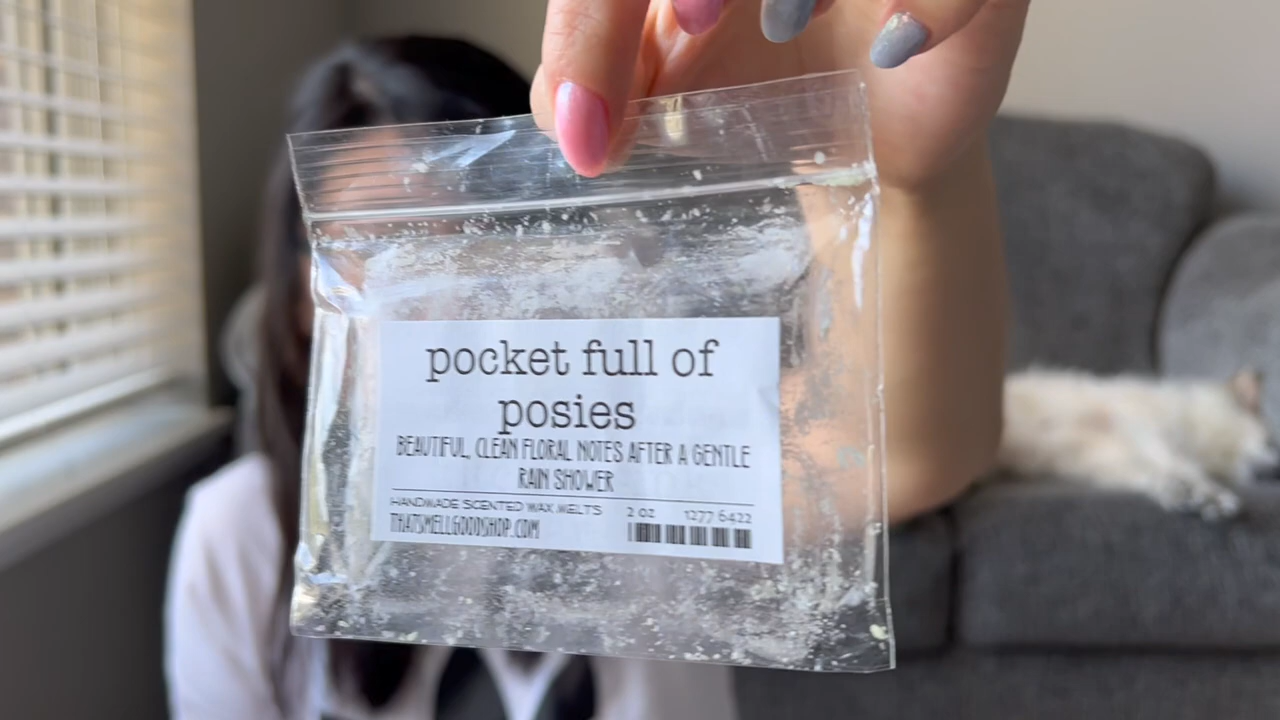 pocket full of
posies
BEAUTIFUL, CLEAN FLORAL NOTES AFTER A GENTLE
RAIN SHOWER
HANDMADE SCENTED WAX MELTS
2 OZ 1277 6422
THATSMELLGOODSHOP.COM